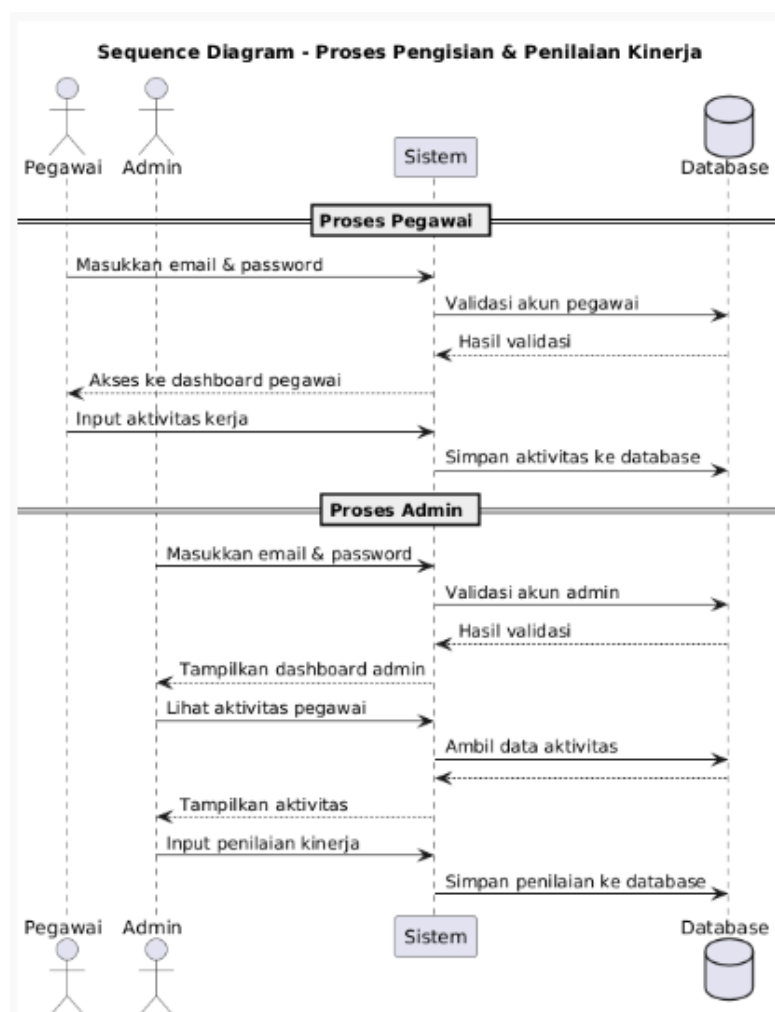 Sequence Diagram - Proses Pengisian & Penilaian Kinerja
Pegawai Admin Sistem Database
Proses Pegawai
Masukkan email & password
Validasi akun pegawai
Hasil validasi
Akses ke dashboard pegawai
Input aktivitas kerja
Simpan aktivitas ke database
Proses Admin
Masukkan email & password
Validasi akun admin
Hasil validasi
Tampilkan dashboard admin
Lihat aktivitas pegawai
Ambil data aktivitas
Tampilkan aktivitas
Input penilaian kinerja
Simpan penilaian ke database
Pegawai Admin Sistem Database